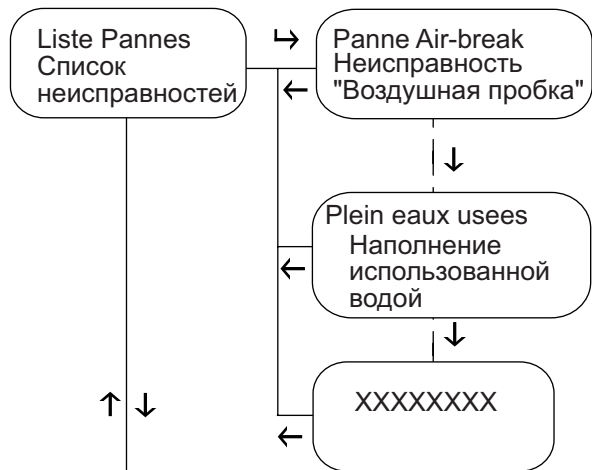 Liste Pannes
Список
неисправностей
Panne Air-break
Неисправность
"Воздушная пробка"
Plein eaux usees
Наполнение
использованной
водой
XXXXXXXX